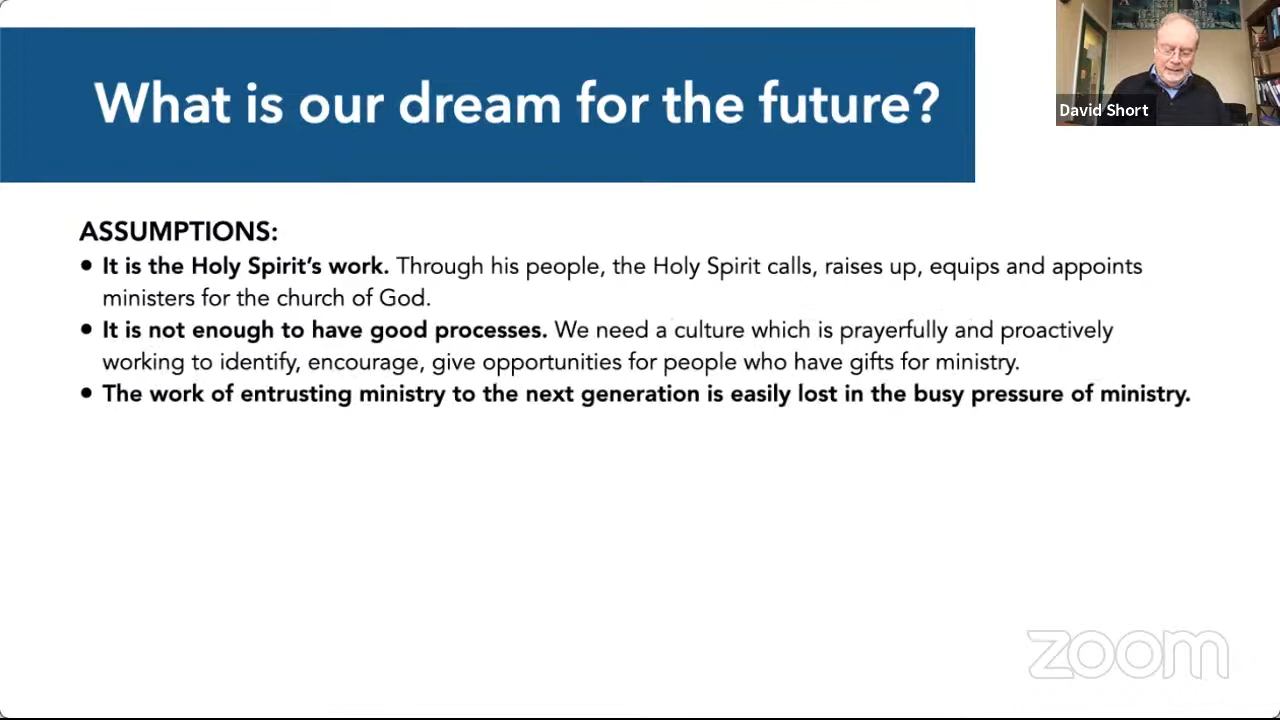 What is our dream for the future?
David Short
ASSUMPTIONS:
• It is the Holy Spirit's work. Through his people, the Holy Spirit calls, raises up, equips and appoints
ministers for the church of God.
• It is not enough to have good processes. We need a culture which is prayerfully and proactively
working to identify, encourage, give opportunities for people who have gifts for ministry.
• The work of entrusting ministry to the next generation is easily lost in the busy pressure of ministry.
zoom